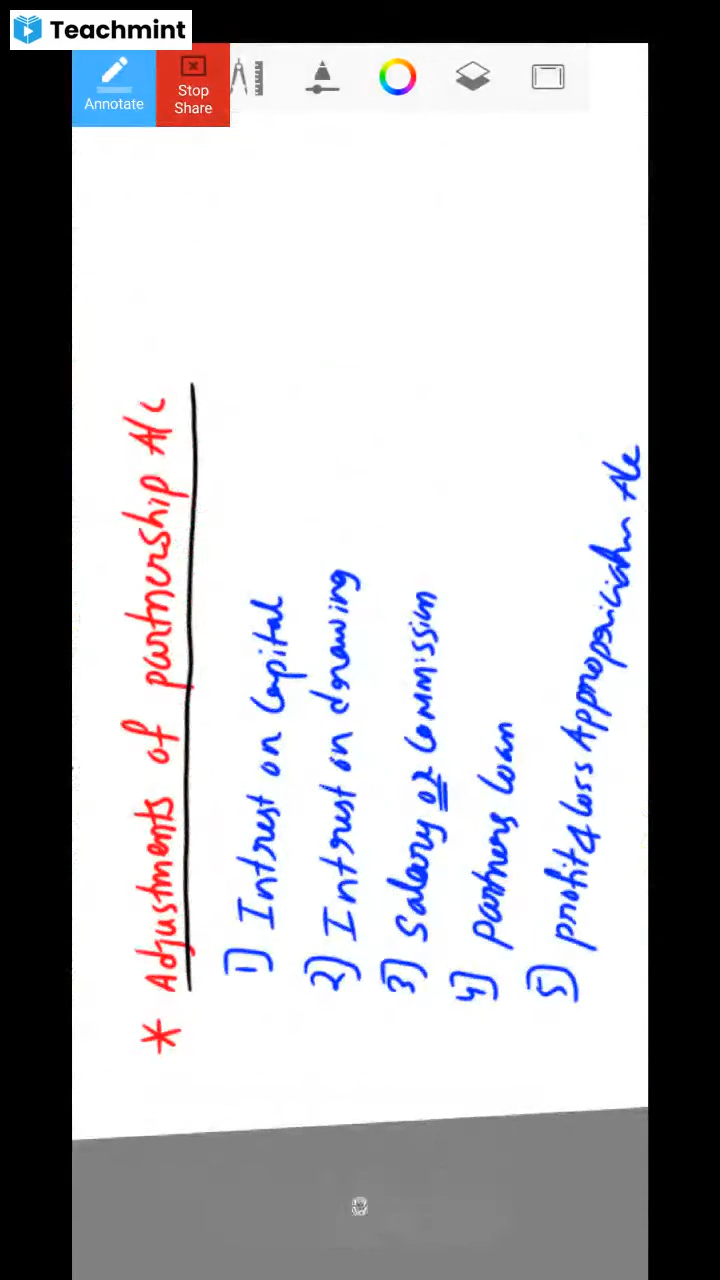 Teachmint
Annotate
Stop
Share
* Adjustments of partnership A/c
1) Intrest on Capital
2) Intrest on drawing
3) Salary or Commission
4) Partners Loan
5) profit & Loss Appropriation A/c